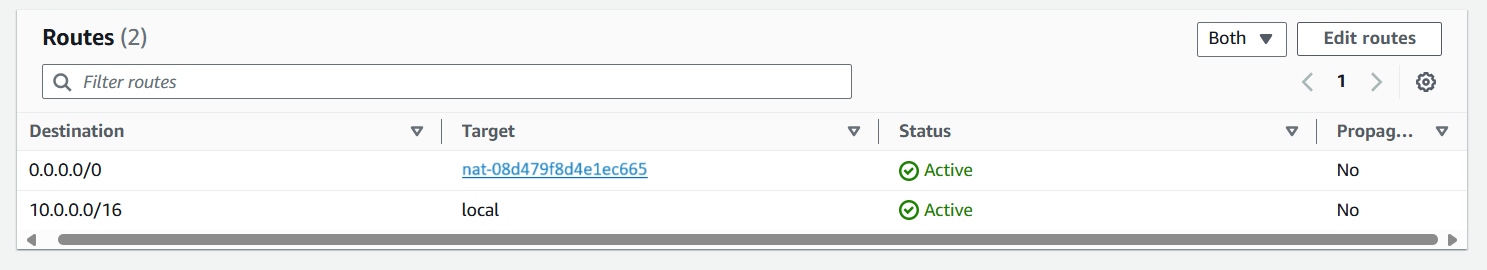 Routes (2)
Both
Edit routes
Filter routes
1
Destination Target Status Propag...
0.0.0.0/0 nat-08d479f8d4e1ec665 Active No
10.0.0.0/16 local Active No